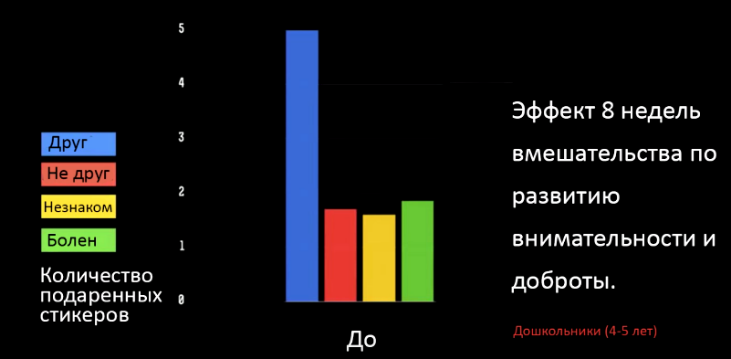 5
4
3
2
1
0
Друг
Не друг
Незнаком
Болен
Количество
подаренных
стикеров
До
Эффект 8 недель
вмешательства по
развитию
внимательности и
доброты.
Дошкольники (4-5 лет)